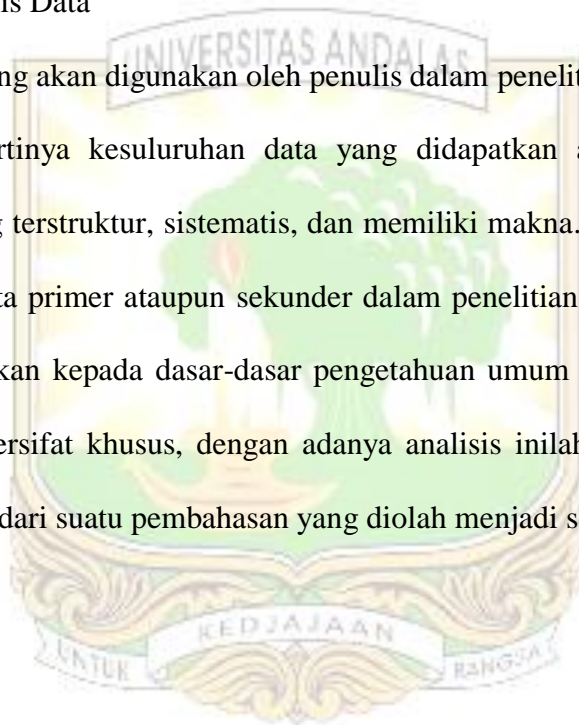 is Data
UNIVERSITAS ANDALAS
ng akan digunakan oleh penulis dalam penelit
rtinya kesuluruhan data yang didapatkan a
g terstruktur, sistematis, dan memiliki makna.
ta primer ataupun sekunder dalam penelitian
kan kepada dasar-dasar pengetahuan umum
ersifat khusus, dengan adanya analisis inilah
dari suatu pembahasan yang diolah menjadi s
KEDJAJAAN
UNTUK BANGSA